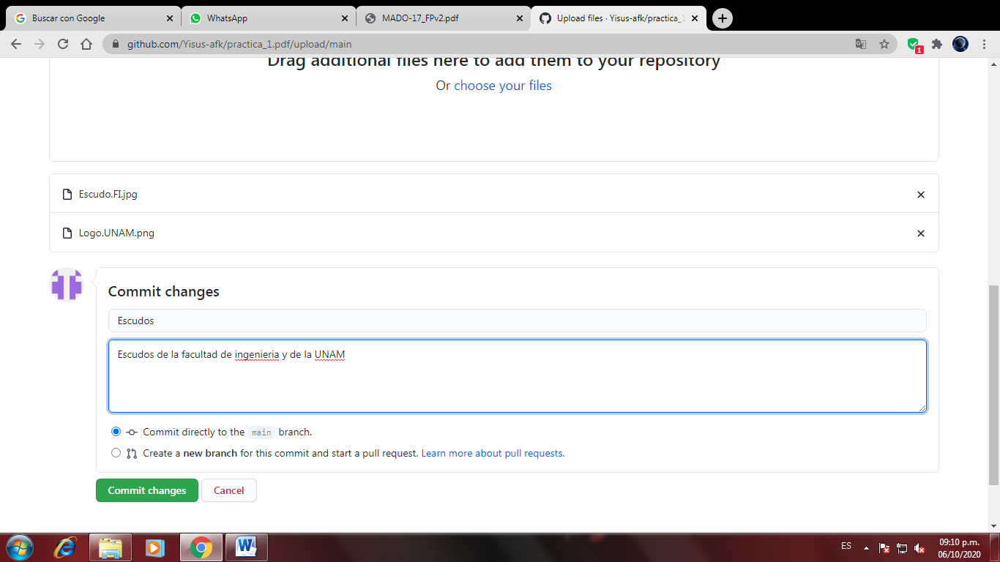 Buscar con Google
WhatsApp
MADO-17_FPv2.pdf
Upload files · Yisus-afk/practica_1
github.com/Yisus-afk/practica_1.pdf/upload/main
1
Drag additional files here to add them to your repository
Or choose your files
Escudo.FI.jpg
Logo.UNAM.png
Commit changes
Escudos
Escudos de la facultad de ingenieria y de la UNAM
Commit directly to the main branch.
Create a new branch for this commit and start a pull request. Learn more about pull requests.
Commit changes
Cancel
ES
09:10 p.m.
06/10/2020